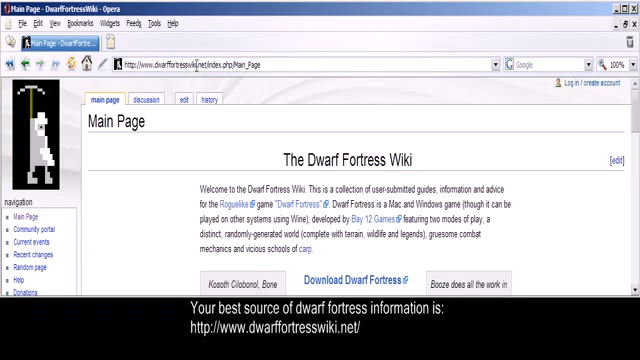 Main Page - DwarfFortressWiki - Opera
File Edit View Bookmarks Widgets Feeds Tools Help
Main Page - DwarfFortre...
http://www.dwarffortresswiki.net/index.php/Main_Page
Google
100%
Log in / create account
main page discussion edit history
Main Page
The Dwarf Fortress Wiki
[edit]
Welcome to the Dwarf Fortress Wiki. This is a collection of user-submitted guides, information and advice
for the Roguelike game "Dwarf Fortress". Dwarf Fortress is a Mac and Windows game (though it can be
played on other systems using Wine), developed by Bay 12 Games featuring two modes of play, a
distinct, randomly-generated world (complete with terrain, wildlife and legends), gruesome combat
mechanics and vicious schools of carp.
navigation
Main Page
Community portal
Current events
Recent changes
Random page
Help
Donations
Kosoth Cilobonol, Bone
Download Dwarf Fortress
Booze does all the work in
Your best source of dwarf fortress information is:
http://www.dwarffortresswiki.net/